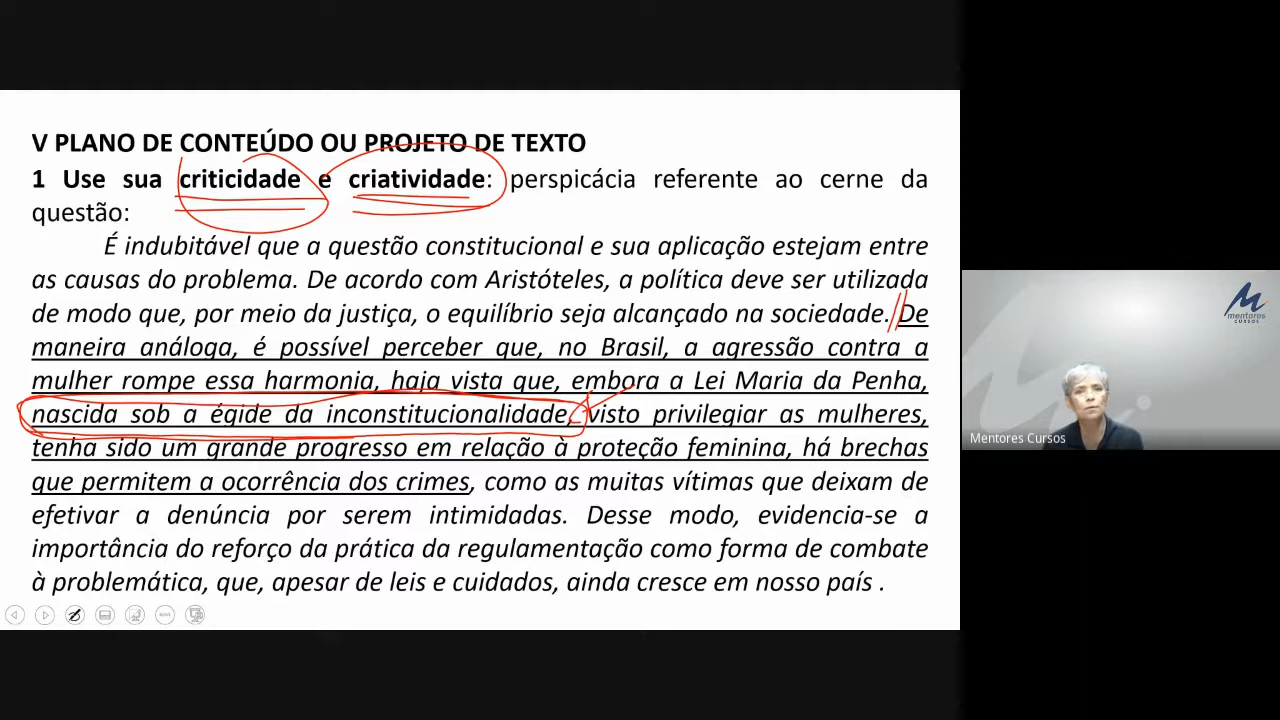 V PLANO DE CONTEÚDO OU PROJETO DE TEXTO
1 Use sua criticidade e criatividade: perspicácia referente ao cerne da
questão:
É indubitável que a questão constitucional e sua aplicação estejam entre
as causas do problema. De acordo com Aristóteles, a política deve ser utilizada
de modo que, por meio da justiça, o equilíbrio seja alcançado na sociedade. De
maneira análoga, é possível perceber que, no Brasil, a agressão contra a
mulher rompe essa harmonia, haja vista que, embora a Lei Maria da Penha,
nascida sob a égide da inconstitucionalidade, visto privilegiar as mulheres,
tenha sido um grande progresso em relação à proteção feminina, há brechas
que permitem a ocorrência dos crimes, como as muitas vítimas que deixam de
efetivar a denúncia por serem intimidadas. Desse modo, evidencia-se a
importância do reforço da prática da regulamentação como forma de combate
à problemática, que, apesar de leis e cuidados, ainda cresce em nosso país .
mentores
CURSOS
Mentores Cursos